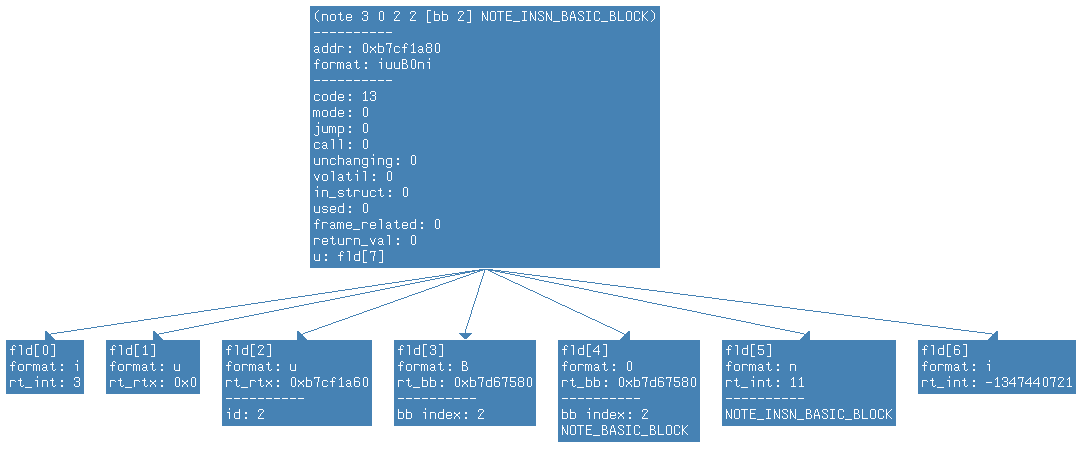 (note 3 0 2 2 [bb 2] NOTE_INSN_BASIC_BLOCK)
----------
addr: 0xb7cf1a80
format: iuuB0ni
----------
code: 13
mode: 0
jump: 0
call: 0
unchanging: 0
volatil: 0
in_struct: 0
used: 0
frame_related: 0
return_val: 0
u: fld[7]
fld[0]
format: i
rt_int: 3
fld[1]
format: u
rt_rtx: 0x0
fld[2]
format: u
rt_rtx: 0xb7cf1a60
----------
id: 2
fld[3]
format: B
rt_bb: 0xb7d67580
----------
bb index: 2
fld[4]
format: 0
rt_bb: 0xb7d67580
----------
bb index: 2
NOTE_BASIC_BLOCK
fld[5]
format: n
rt_int: 11
----------
NOTE_INSN_BASIC_BLOCK
fld[6]
format: i
rt_int: -1347440721